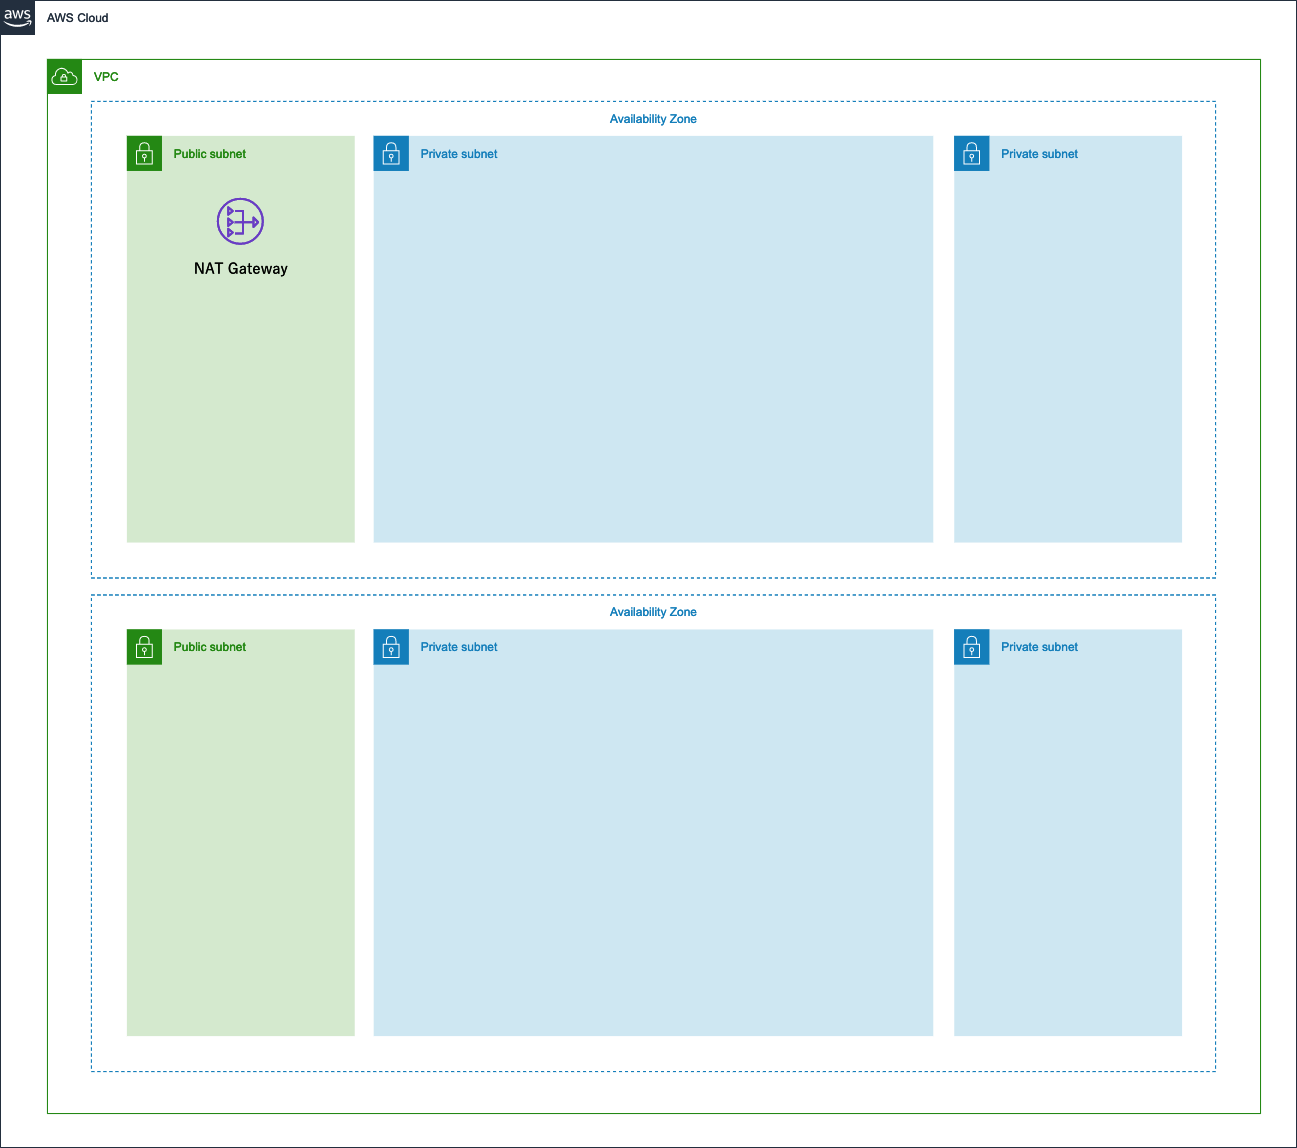 aws
AWS Cloud
VPC
Availability Zone
Public subnet
Private subnet
Private subnet
NAT Gateway
Availability Zone
Public subnet
Private subnet
Private subnet